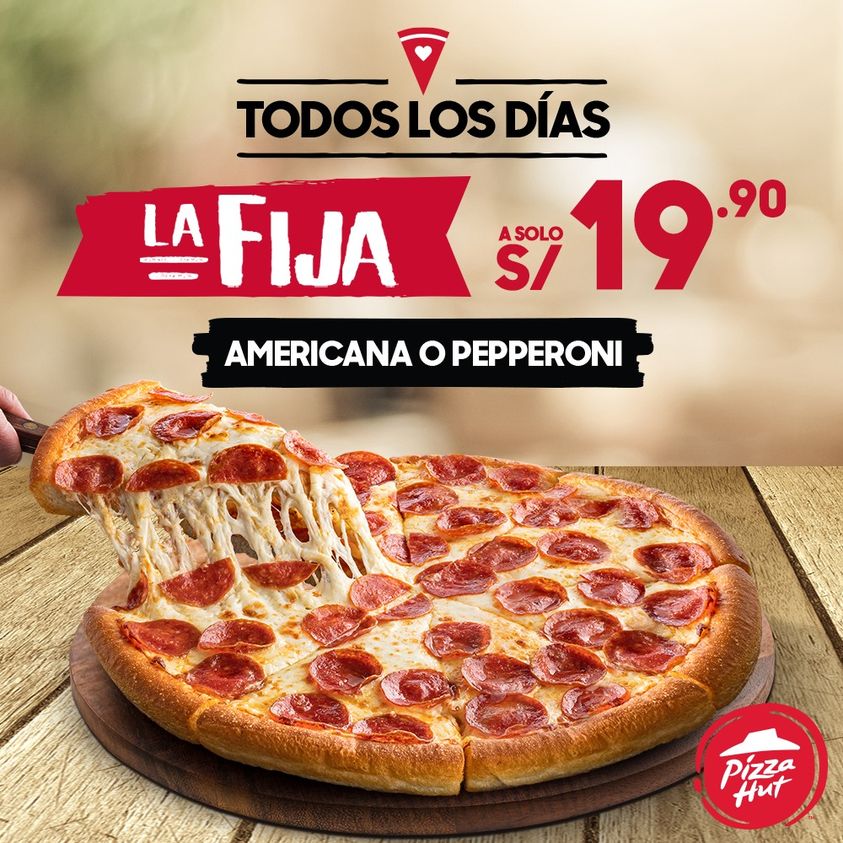 TODOS LOS DÍAS
LA FIJA
A SOLO
S/19.90
AMERICANA O PEPPERONI
Pizza
Hut